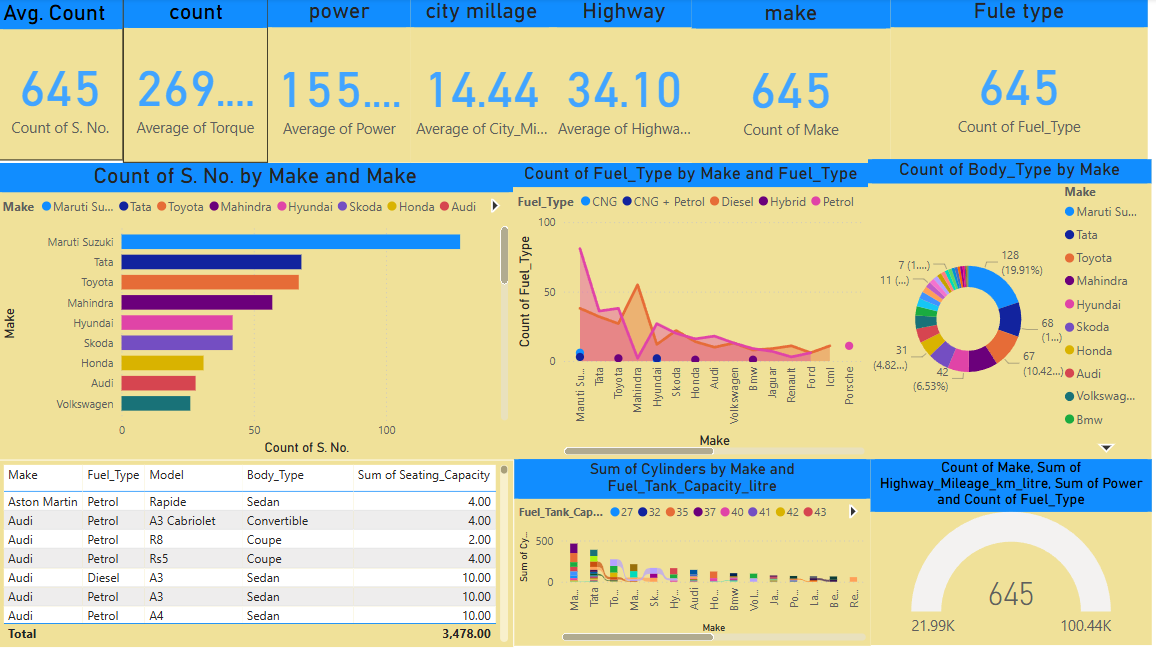 Avg. Count
count
power
city millage
Highway
make
Fule type
645
269....
155....
14.44
34.10
645
645
Count of S. No.
Average of Torque
Average of Power
Average of City_Mi...
Average of Highwa...
Count of Make
Count of Fuel_Type
Count of S. No. by Make and Make
Make Maruti Su... Tata Toyota Mahindra Hyundai Skoda Honda Audi
Make
Maruti Suzuki
Tata
Toyota
Mahindra
Hyundai
Skoda
Honda
Audi
Volkswagen
0 50 100
Count of S. No.
Count of Fuel_Type by Make and Fuel_Type
Fuel_Type CNG CNG + Petrol Diesel Hybrid Petrol
Count of Fuel_Type
100
50
0
Maruti Su...
Tata
Toyota
Mahindra
Hyundai
Skoda
Honda
Audi
Volkswagen
Bmw
Jaguar
Renault
Ford
Icml
Porsche
Make
Count of Body_Type by Make
128
(19.91%)
68
(1...)
67
(10.42...)
42
(6.53%)
31
(4.82...)
11 (...)
7 (1....)
Make
Maruti Su...
Tata
Toyota
Mahindra
Hyundai
Skoda
Honda
Audi
Volkswag...
Bmw
Make Fuel_Type Model Body_Type Sum of Seating_Capacity
Aston Martin Petrol Rapide Sedan 4.00
Audi Petrol A3 Cabriolet Convertible 4.00
Audi Petrol R8 Coupe 2.00
Audi Petrol Rs5 Coupe 4.00
Audi Diesel A3 Sedan 10.00
Audi Petrol A3 Sedan 10.00
Audi Petrol A4 Sedan 10.00
Total 3,478.00
Sum of Cylinders by Make and
Fuel_Tank_Capacity_litre
Fuel_Tank_Cap... 27 32 35 37 40 41 42 43
Sum of Cy...
500
0
Ma...
Tata
To...
Ma...
Sk...
Hy...
Audi
Ho...
Bmw
Vol...
Ja...
Po...
La...
Be...
Re...
Make
Count of Make, Sum of
Highway_Mileage_km_litre, Sum of Power
and Count of Fuel_Type
645
21.99K 100.44K